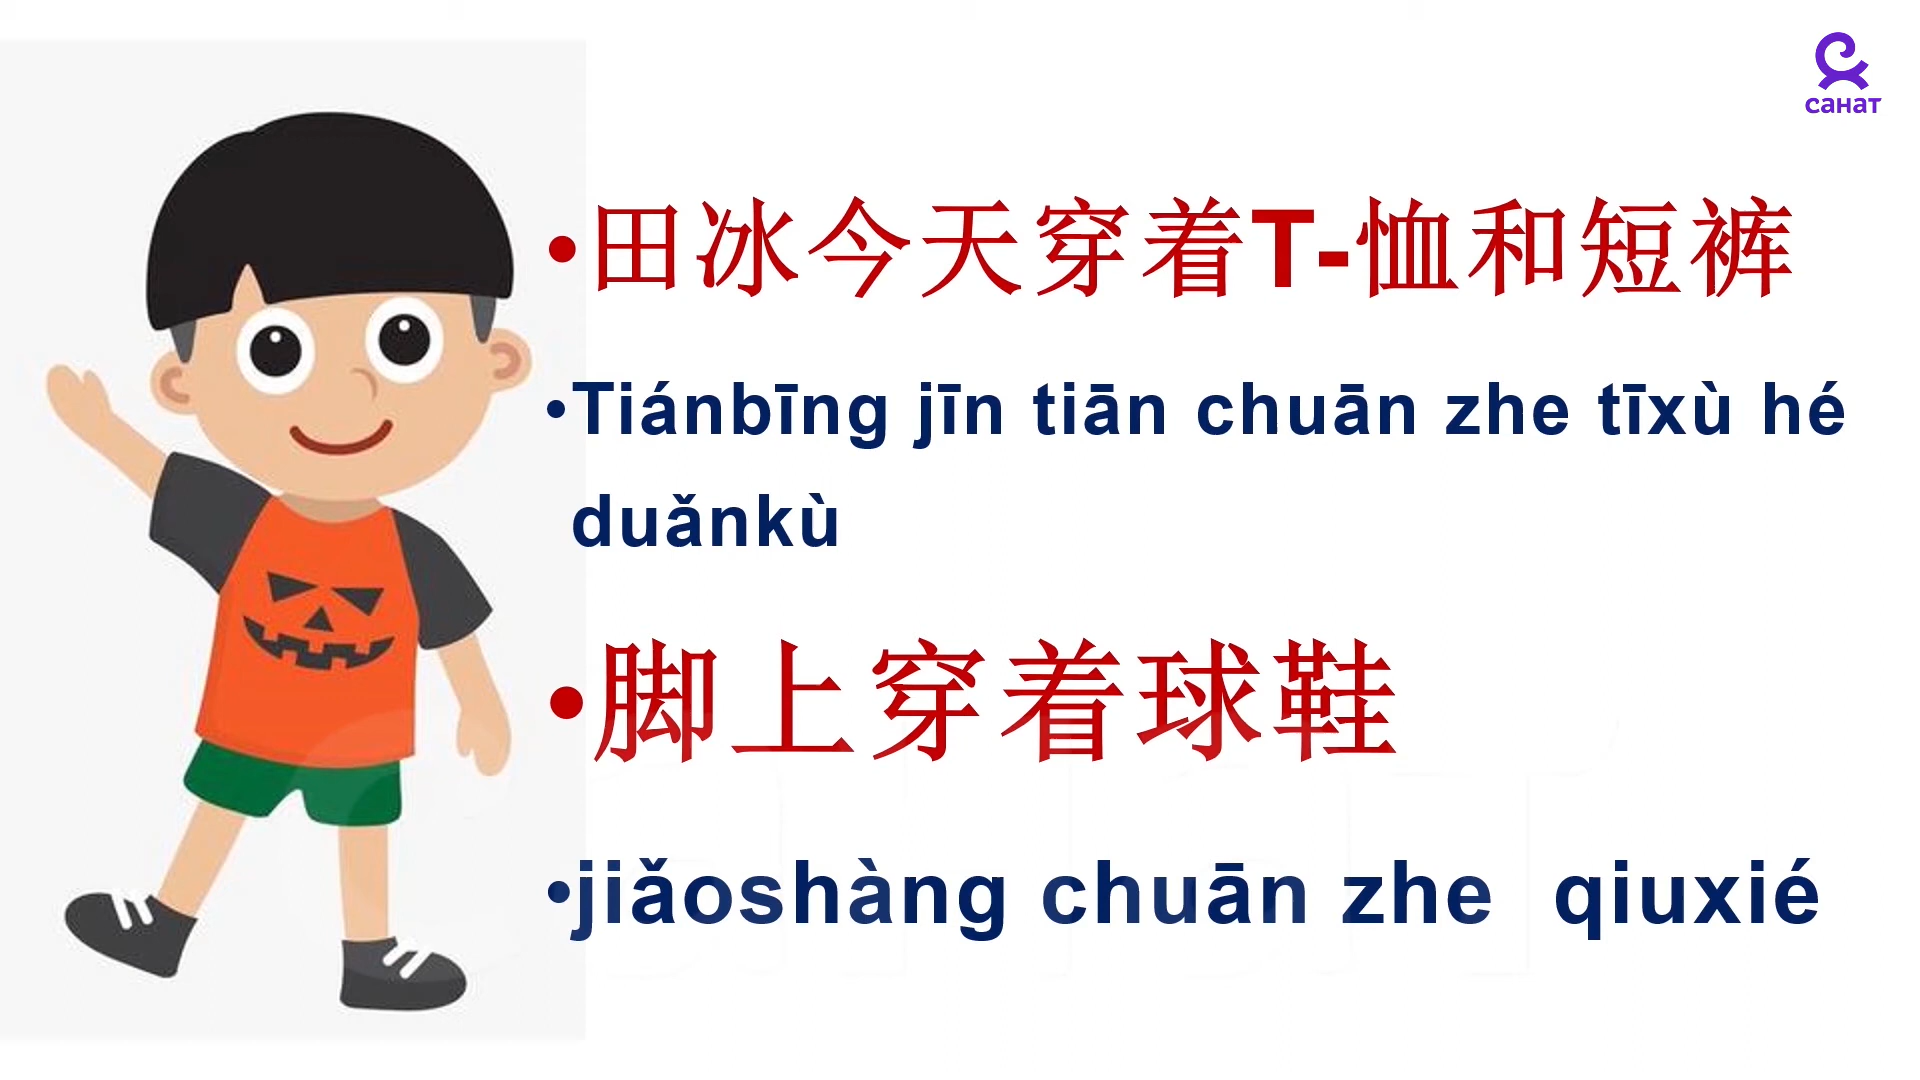 санат
•田冰今天穿着T-恤和短裤
•Tiánbīng jīn tiān chuān zhe tīxù hé
duǎnkù
•脚上穿着球鞋
•jiǎoshàng chuān zhe  qiuxié